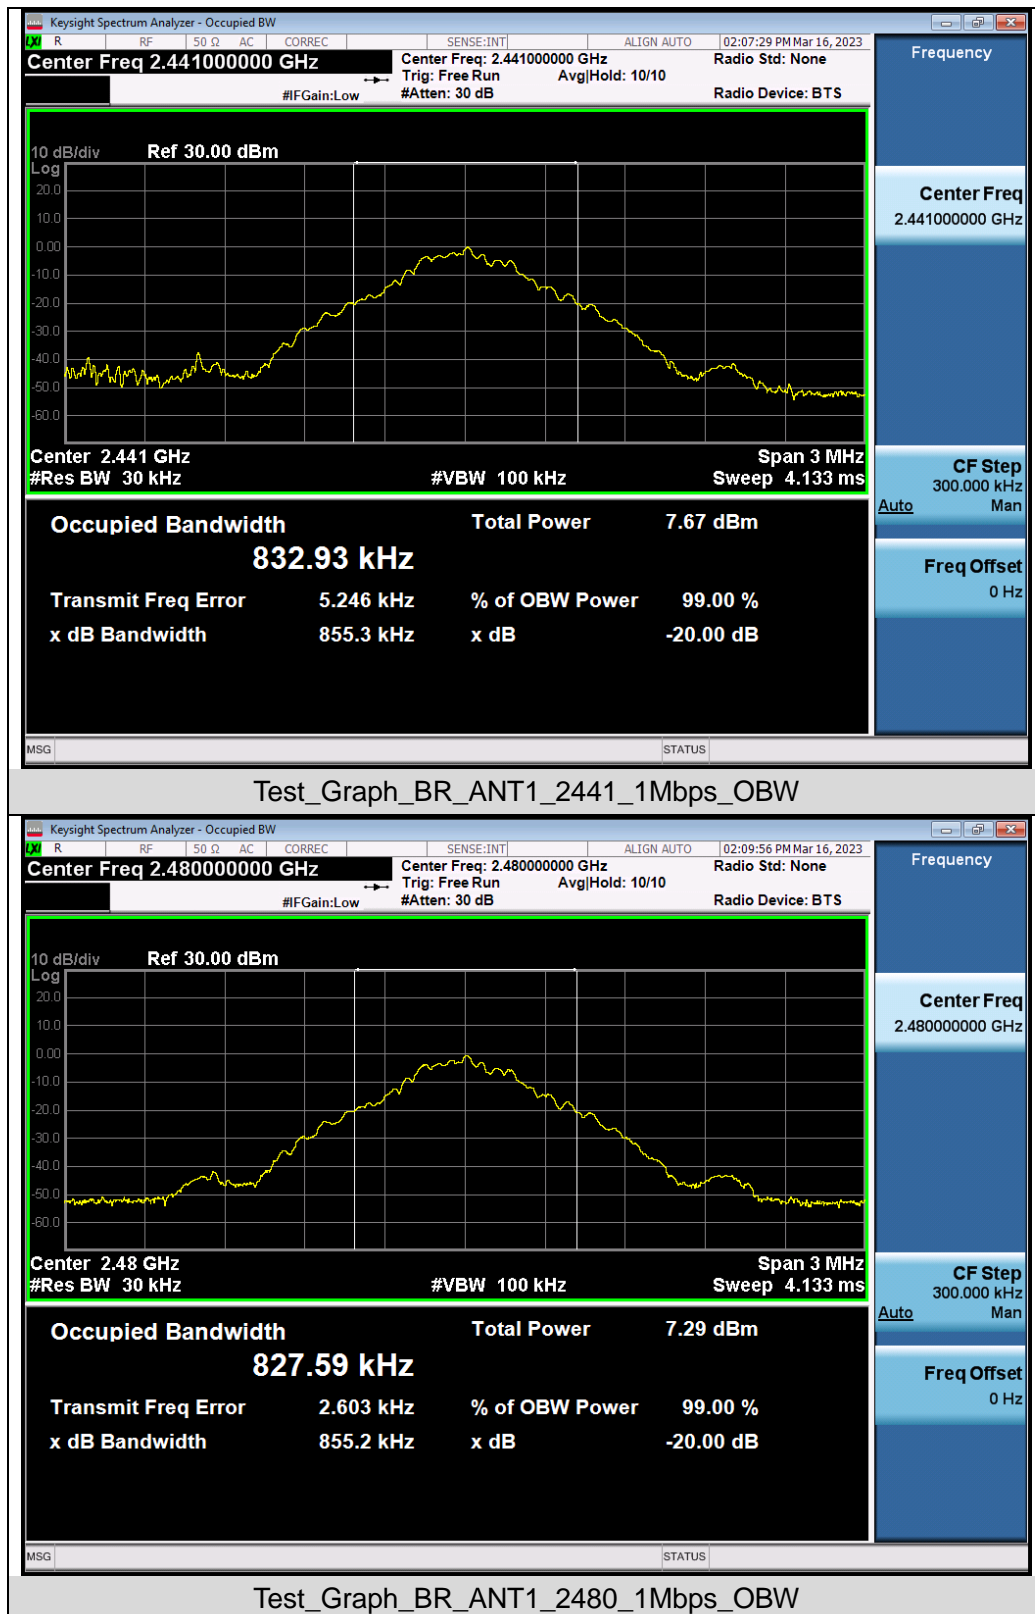 Keysight Spectrum Analyzer - Occupied BW
LXI R RF 50 Ω AC CORREC SENSE:INT ALIGN AUTO 02:07:29 PM Mar 16, 2023
Center Freq 2.441000000 GHz
Center Freq: 2.441000000 GHz
Radio Std: None
Trig: Free Run Avg|Hold: 10/10
#IFGain:Low #Atten: 30 dB Radio Device: BTS
Frequency
10 dB/div Ref 30.00 dBm
Log
20.0
10.0
0.00
-10.0
-20.0
-30.0
-40.0
-50.0
-60.0
Center 2.441 GHz Span 3 MHz
#Res BW 30 kHz #VBW 100 kHz Sweep 4.133 ms
Center Freq
2.441000000 GHz
CF Step
300.000 kHz
Auto Man
Freq Offset
0 Hz
Occupied Bandwidth Total Power 7.67 dBm
832.93 kHz
Transmit Freq Error 5.246 kHz % of OBW Power 99.00 %
x dB Bandwidth 855.3 kHz x dB -20.00 dB
MSG STATUS
Test_Graph_BR_ANT1_2441_1Mbps_OBW
Keysight Spectrum Analyzer - Occupied BW
LXI R RF 50 Ω AC CORREC SENSE:INT ALIGN AUTO 02:09:56 PM Mar 16, 2023
Center Freq 2.480000000 GHz
Center Freq: 2.480000000 GHz
Radio Std: None
Trig: Free Run Avg|Hold: 10/10
#IFGain:Low #Atten: 30 dB Radio Device: BTS
Frequency
10 dB/div Ref 30.00 dBm
Log
20.0
10.0
0.00
-10.0
-20.0
-30.0
-40.0
-50.0
-60.0
Center 2.48 GHz Span 3 MHz
#Res BW 30 kHz #VBW 100 kHz Sweep 4.133 ms
Center Freq
2.480000000 GHz
CF Step
300.000 kHz
Auto Man
Freq Offset
0 Hz
Occupied Bandwidth Total Power 7.29 dBm
827.59 kHz
Transmit Freq Error 2.603 kHz % of OBW Power 99.00 %
x dB Bandwidth 855.2 kHz x dB -20.00 dB
MSG STATUS
Test_Graph_BR_ANT1_2480_1Mbps_OBW